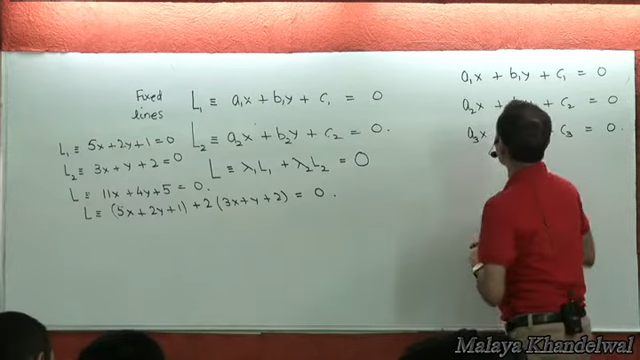 Fixed lines
L₁ ≡ a₁x + b₁y + c₁ = 0
L₂ ≡ a₂x + b₂y + c₂ = 0.
L ≡ λ₁L₁ + λ₂L₂ = 0
L₁ ≡ 5x + 2y + 1 = 0
L₂ ≡ 3x + y + 2 = 0
L ≡ 11x + 4y + 5 = 0.
L ≡ (5x + 2y + 1) + 2(3x + y + 2) = 0.
a₁x + b₁y + c₁ = 0
a₂x + c₂ = 0
a₃x c₃ = 0.
Malaya Khandelwal